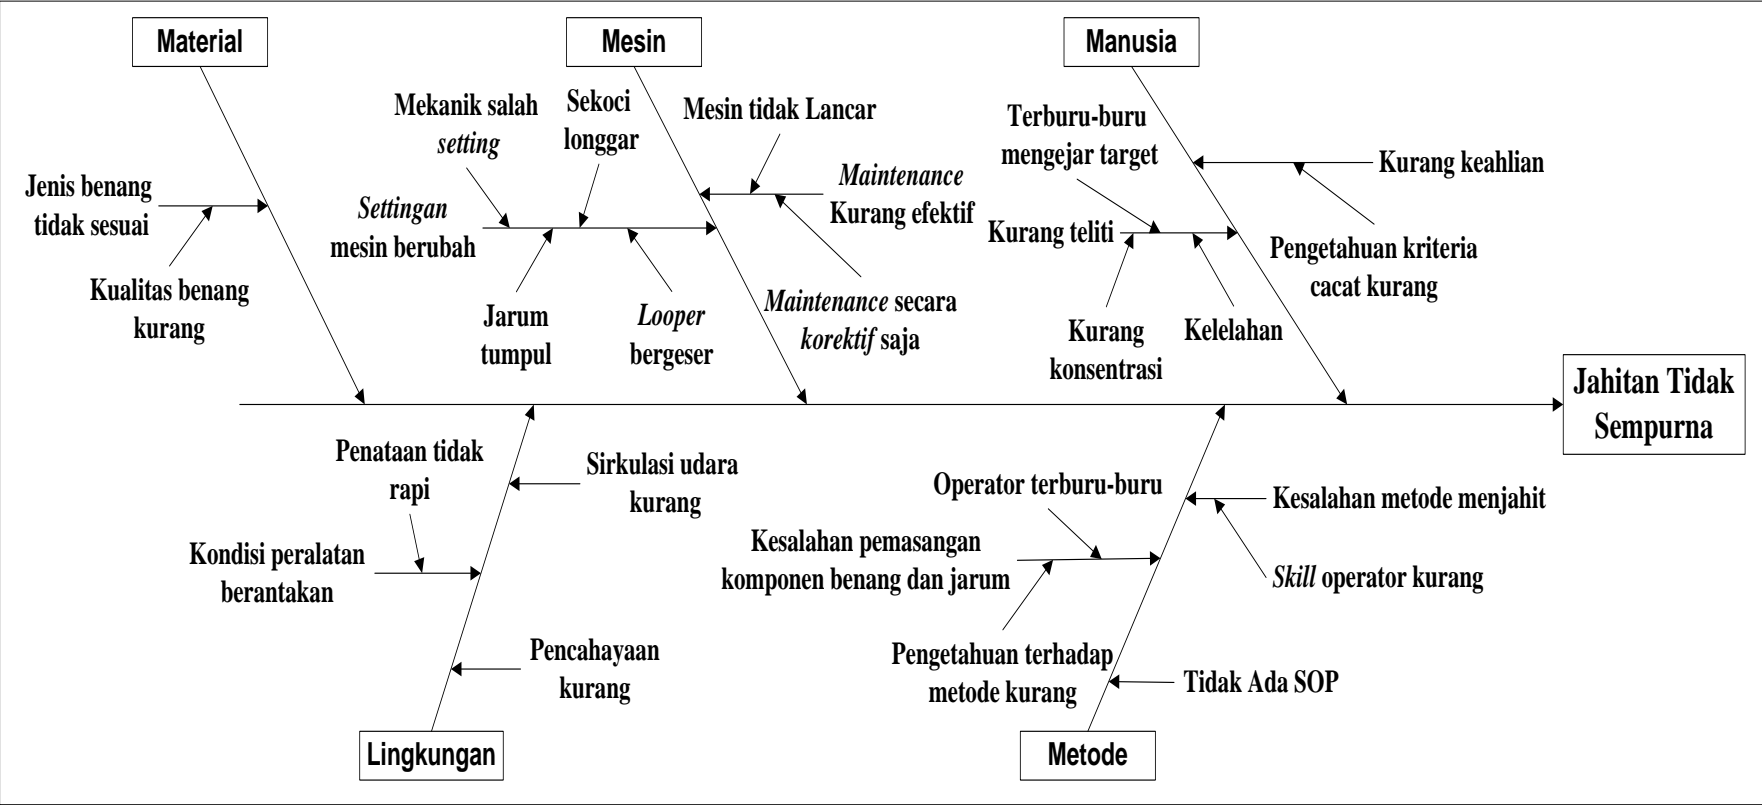 Material
Mesin
Manusia
Mekanik salah
setting
Sekoci
longgar
Mesin tidak Lancar
Terburu-buru
mengejar target
Kurang keahlian
Jenis benang
tidak sesuai
Settingan
mesin berubah
Maintenance
Kurang efektif
Kurang teliti
Pengetahuan kriteria
cacat kurang
Kualitas benang
kurang
Jarum
tumpul
Looper
bergeser
Maintenance secara
korektif saja
Kurang
konsentrasi
Kelelahan
Jahitan Tidak
Sempurna
Penataan tidak
rapi
Sirkulasi udara
kurang
Operator terburu-buru
Kesalahan metode menjahit
Kondisi peralatan
berantakan
Kesalahan pemasangan
komponen benang dan jarum
Skill operator kurang
Pencahayaan
kurang
Pengetahuan terhadap
metode kurang
Tidak Ada SOP
Lingkungan
Metode